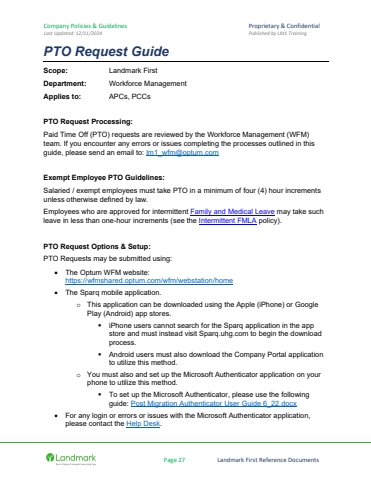 Company Policies & Guidelines
Proprietary & Confidential
Last Updated: 12/11/2024
Published by LMS Training
PTO Request Guide
Scope: Landmark First
Department: Workforce Management
Applies to: APCs, PCCs
PTO Request Processing:
Paid Time Off (PTO) requests are reviewed by the Workforce Management (WFM)
team. If you encounter any errors or issues completing the processes outlined in this
guide, please send an email to: lm1_wfm@optum.com
Exempt Employee PTO Guidelines:
Salaried / exempt employees must take PTO in a minimum of four (4) hour increments
unless otherwise defined by law.
Employees who are approved for intermittent Family and Medical Leave may take such
leave in less than one-hour increments (see the Intermittent FMLA policy).
PTO Request Options & Setup:
PTO Requests may be submitted using:
• The Optum WFM website:
https://wfmshared.optum.com/wfm/webstation/home
• The Sparq mobile application.
o This application can be downloaded using the Apple (iPhone) or Google
Play (Android) app stores.
▪ iPhone users cannot search for the Sparq application in the app
store and must instead visit Sparq.uhg.com to begin the download
process.
▪ Android users must also download the Company Portal application
to utilize this method.
o You must also and set up the Microsoft Authenticator application on your
phone to utilize this method.
▪ To set up the Microsoft Authenticator, please use the following
guide: Post Migration Authenticator User Guide 6_22.docx
• For any login or errors or issues with the Microsoft Authenticator application,
please contact the Help Desk.
Landmark
Page 27
Landmark First Reference Documents